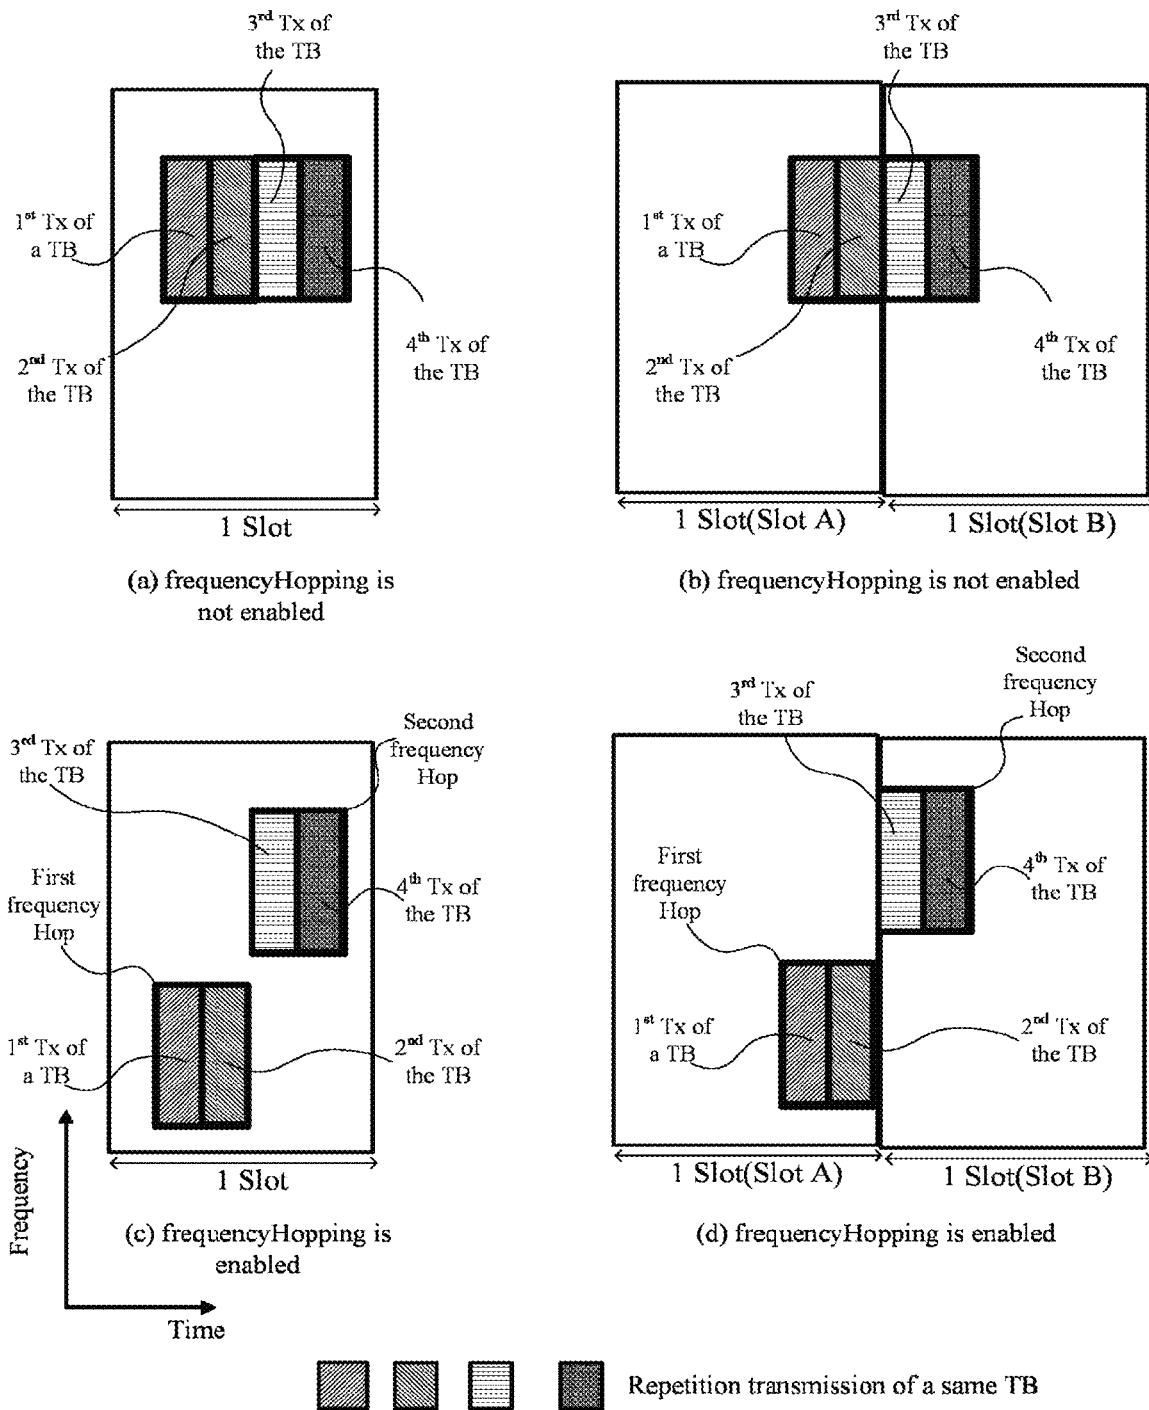 3rd Tx of
the TB
1st Tx of
a TB
2nd Tx of
the TB
4th Tx of
the TB
1 Slot
(a) frequencyHopping is
not enabled
3rd Tx of
the TB
1st Tx of
a TB
2nd Tx of
the TB
4th Tx of
the TB
1 Slot(Slot A)
1 Slot(Slot B)
(b) frequencyHopping is not enabled
3rd Tx of
the TB
Second
frequency
Hop
First
frequency
Hop
4th Tx of
the TB
1st Tx of
a TB
2nd Tx of
the TB
1 Slot
(c) frequencyHopping is
enabled
3rd Tx of
the TB
Second
frequency
Hop
First
frequency
Hop
4th Tx of
the TB
1st Tx of
a TB
2nd Tx of
the TB
1 Slot(Slot A)
1 Slot(Slot B)
(d) frequencyHopping is enabled
Frequency
Time
Repetition transmission of a same TB